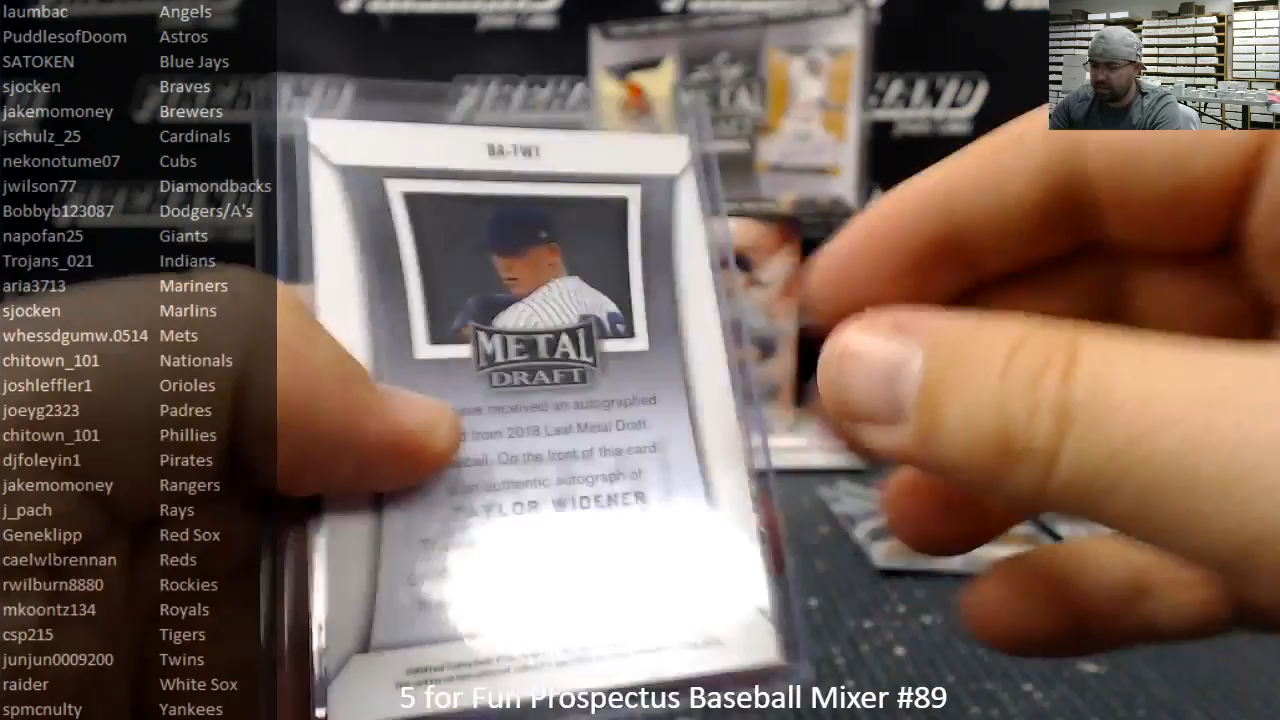 laumbac Angels
PuddlesofDoom Astros
SATOKEN Blue Jays
sjocken Braves
jakemomoney Brewers
jschulz_25 Cardinals
nekonotume07 Cubs
jwilson77 Diamondbacks
Bobbyb123087 Dodgers/A's
napofan25 Giants
Trojans_021 Indians
aria3713 Mariners
sjocken Marlins
whessdgumw.0514 Mets
chitown_101 Nationals
joshleffler1 Orioles
joeyg2323 Padres
chitown_101 Phillies
djfoleyin1 Pirates
jakemomoney Rangers
j_pach Rays
Geneklipp Red Sox
caelwlbrennan Reds
rwilburn8880 Rockies
mkoontz134 Royals
csp215 Tigers
junjun0009200 Twins
raider White Sox
spmcnulty Yankees
METAL
BA-TW1
METAL
DRAFT
received an autographed
from 2018 Leaf Metal Draft
On the front of this card
authentic autograph of
TAYLOR WIDENER
5 for Fun Prospectus Baseball Mixer #89